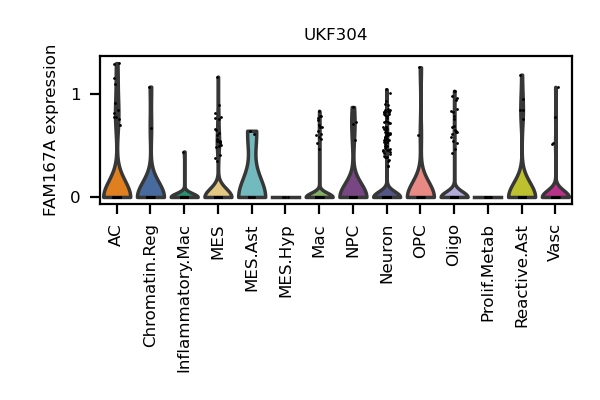 UKF304
FAM167A expression
1
0
AC
Chromatin.Reg
Inflammatory.Mac
MES
MES.Ast
MES.Hyp
Mac
NPC
Neuron
OPC
Oligo
Prolif.Metab
Reactive.Ast
Vasc